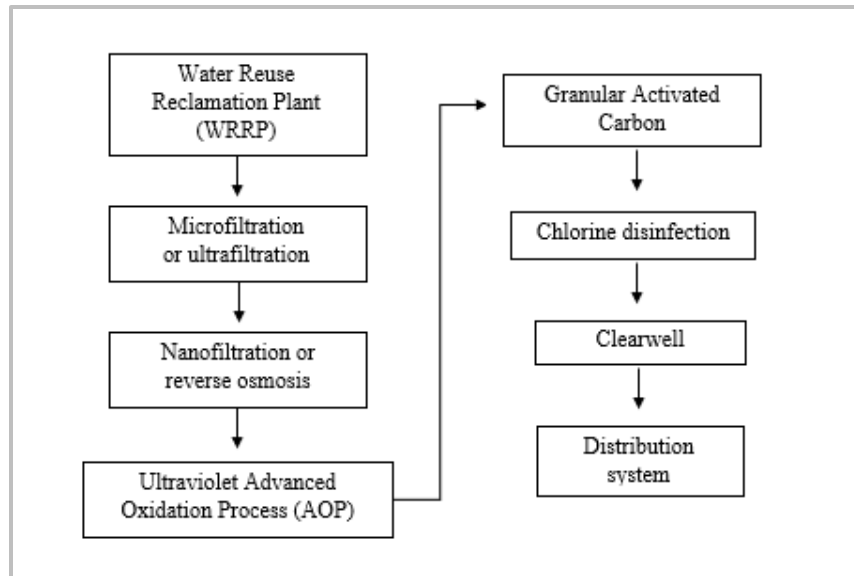 Water Reuse
Reclamation Plant
(WRRP)
Microfiltration
or ultrafiltration
Nanofiltration or
reverse osmosis
Ultraviolet Advanced
Oxidation Process (AOP)
Granular Activated
Carbon
Chlorine disinfection
Clearwell
Distribution
system